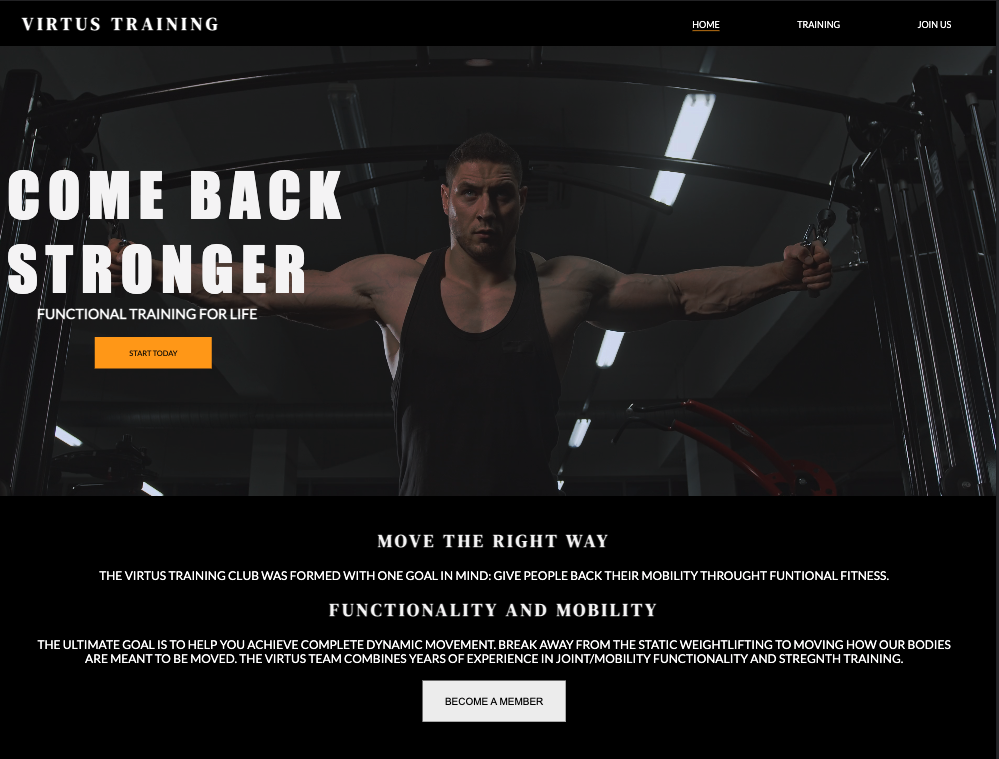 VIRTUS TRAINING
HOME
TRAINING
JOIN US
COME BACK
STRONGER
FUNCTIONAL TRAINING FOR LIFE
START TODAY
MOVE THE RIGHT WAY
THE VIRTUS TRAINING CLUB WAS FORMED WITH ONE GOAL IN MIND: GIVE PEOPLE BACK THEIR MOBILITY THROUGHT FUNTIONAL FITNESS.
FUNCTIONALITY AND MOBILITY
THE ULTIMATE GOAL IS TO HELP YOU ACHIEVE COMPLETE DYNAMIC MOVEMENT. BREAK AWAY FROM THE STATIC WEIGHTLIFTING TO MOVING HOW OUR BODIES
ARE MEANT TO BE MOVED. THE VIRTUS TEAM COMBINES YEARS OF EXPERIENCE IN JOINT/MOBILITY FUNCTIONALITY AND STREGNTH TRAINING.
BECOME A MEMBER